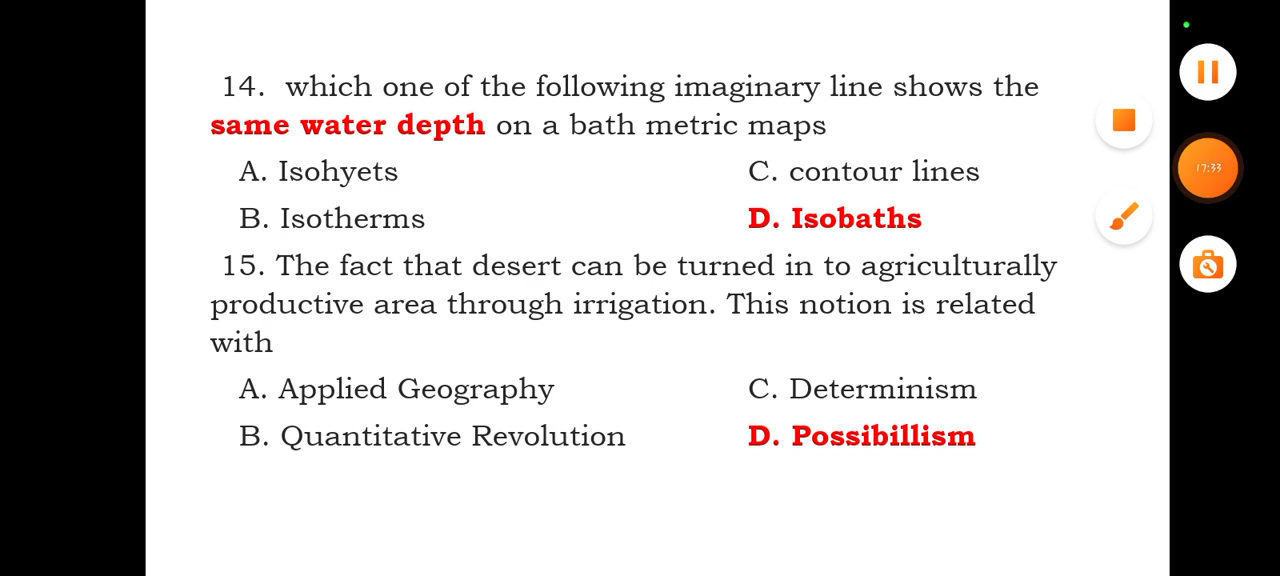 14. which one of the following imaginary line shows the
same water depth on a bath metric maps
A. Isohyets C. contour lines
B. Isotherms D. Isobaths
15. The fact that desert can be turned in to agriculturally
productive area through irrigation. This notion is related
with
A. Applied Geography C. Determinism
B. Quantitative Revolution D. Possibillism
17:33